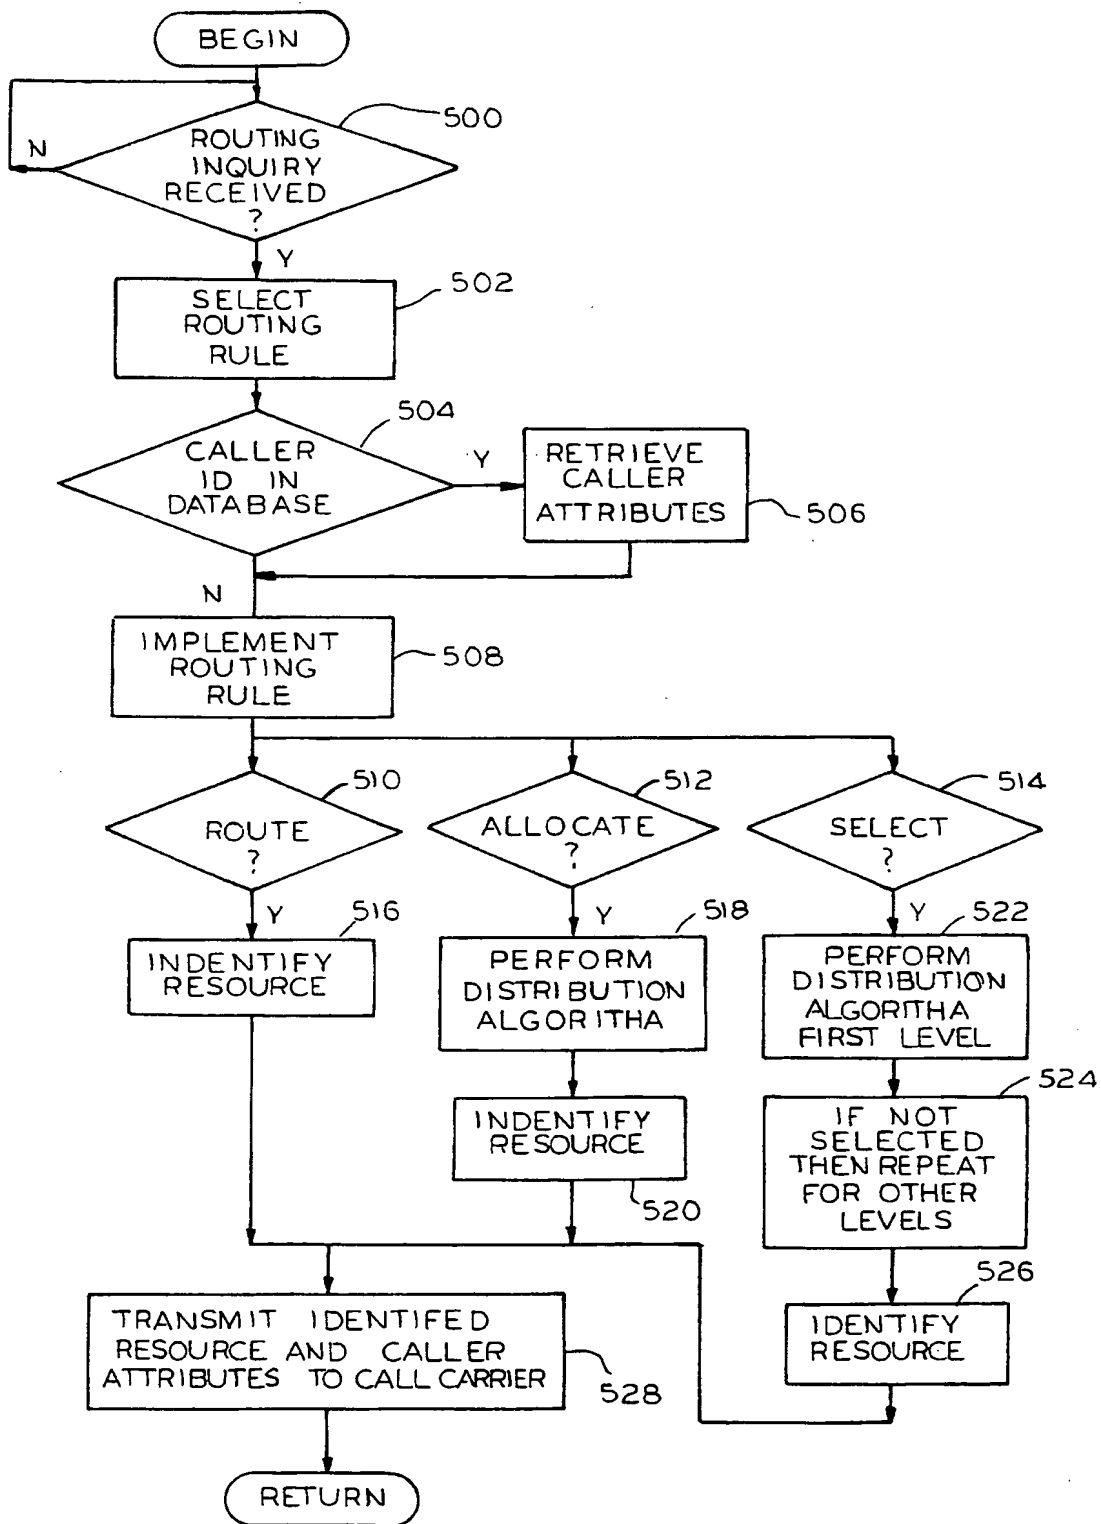 BEGIN
500
ROUTING
INQUIRY
RECEIVED
?
N
Y
502
SELECT
ROUTING
RULE
504
CALLER
ID IN
DATABASE
Y
RETRIEVE
CALLER
ATTRIBUTES
506
N
IMPLEMENT
ROUTING
RULE
508
510
ROUTE
?
Y
512
ALLOCATE
?
Y
514
SELECT
?
Y
516
INDENTIFY
RESOURCE
518
PERFORM
DISTRIBUTION
ALGORITHA
522
PERFORM
DISTRIBUTION
ALGORITHA
FIRST LEVEL
INDENTIFY
RESOURCE
520
524
IF NOT
SELECTED
THEN REPEAT
FOR OTHER
LEVELS
526
IDENTIFY
RESOURCE
TRANSMIT IDENTIFED
RESOURCE AND CALLER
ATTRIBUTES TO CALL CARRIER
528
RETURN